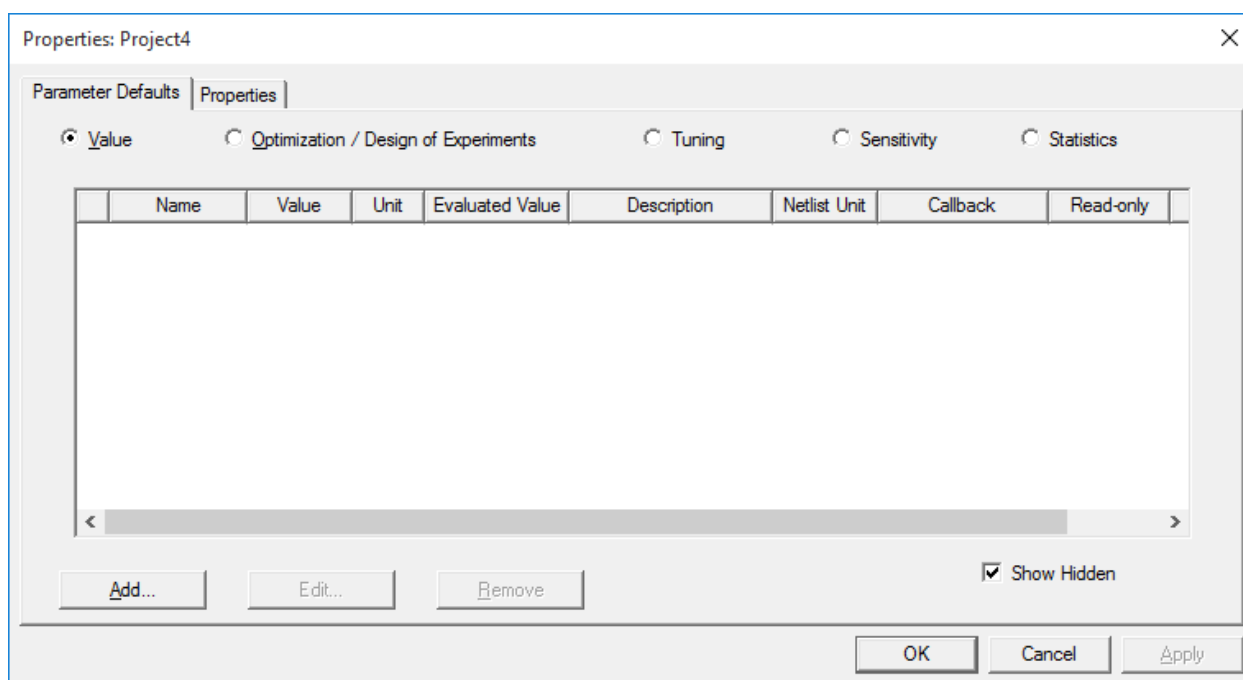 Properties: Project4
Parameter Defaults Properties
Value Optimization / Design of Experiments Tuning Sensitivity Statistics
Name Value Unit Evaluated Value Description Netlist Unit Callback Read-only
Show Hidden
Add... Edit... Remove
OK Cancel Apply